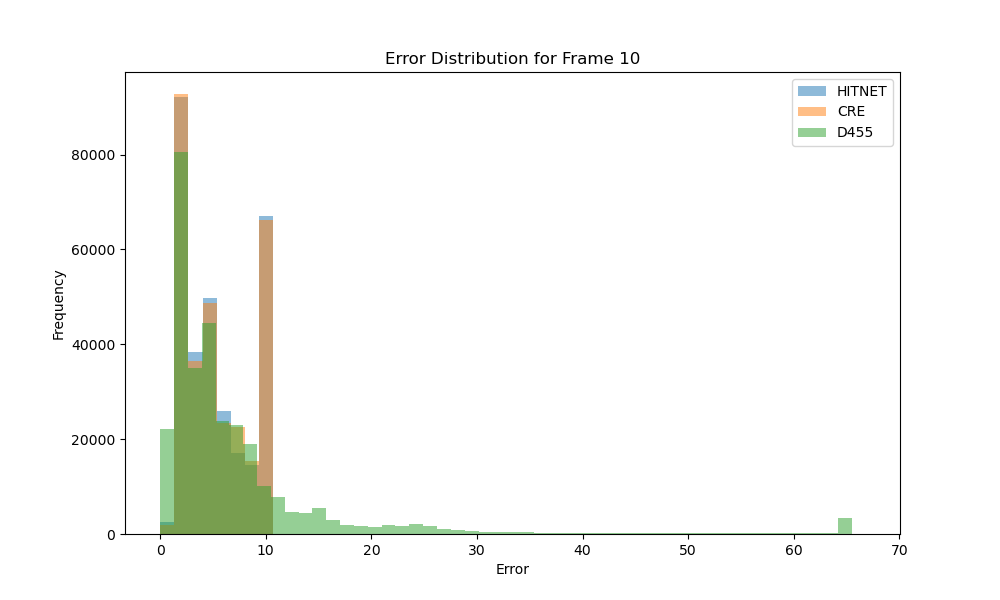 Error Distribution for Frame 10
HITNET
CRE
D455
80000
60000
40000
20000
0
Frequency
0 10 20 30 40 50 60 70
Error